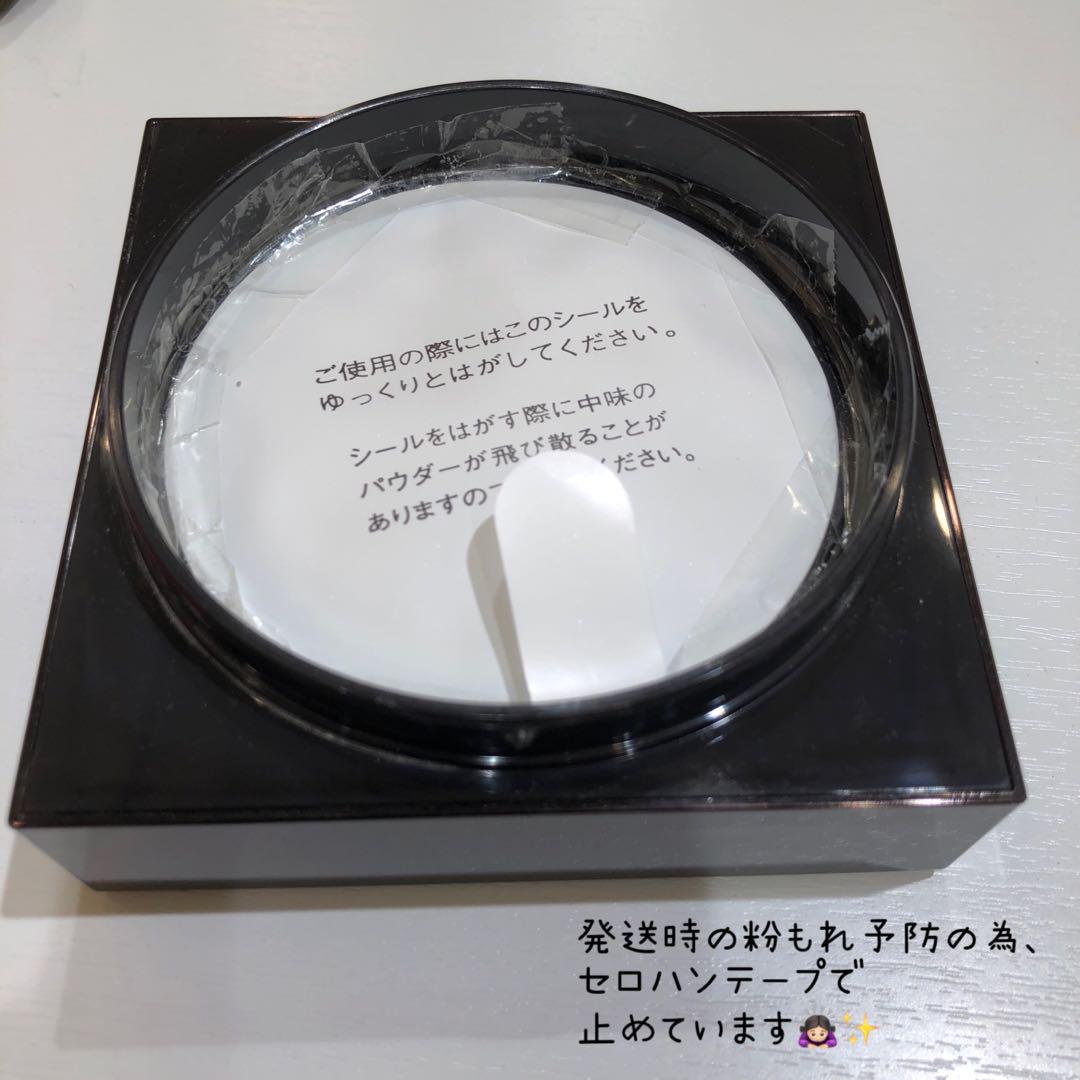 ご使用の際にはこのシールを
ゆっくりとはがしてください。
シールをはがす際に中味の
パウダーが飛び散ることが
ありますので ください。
発送時の粉もれ予防の為、
セロハンテープで
止めています🙇🏻‍♀️✨